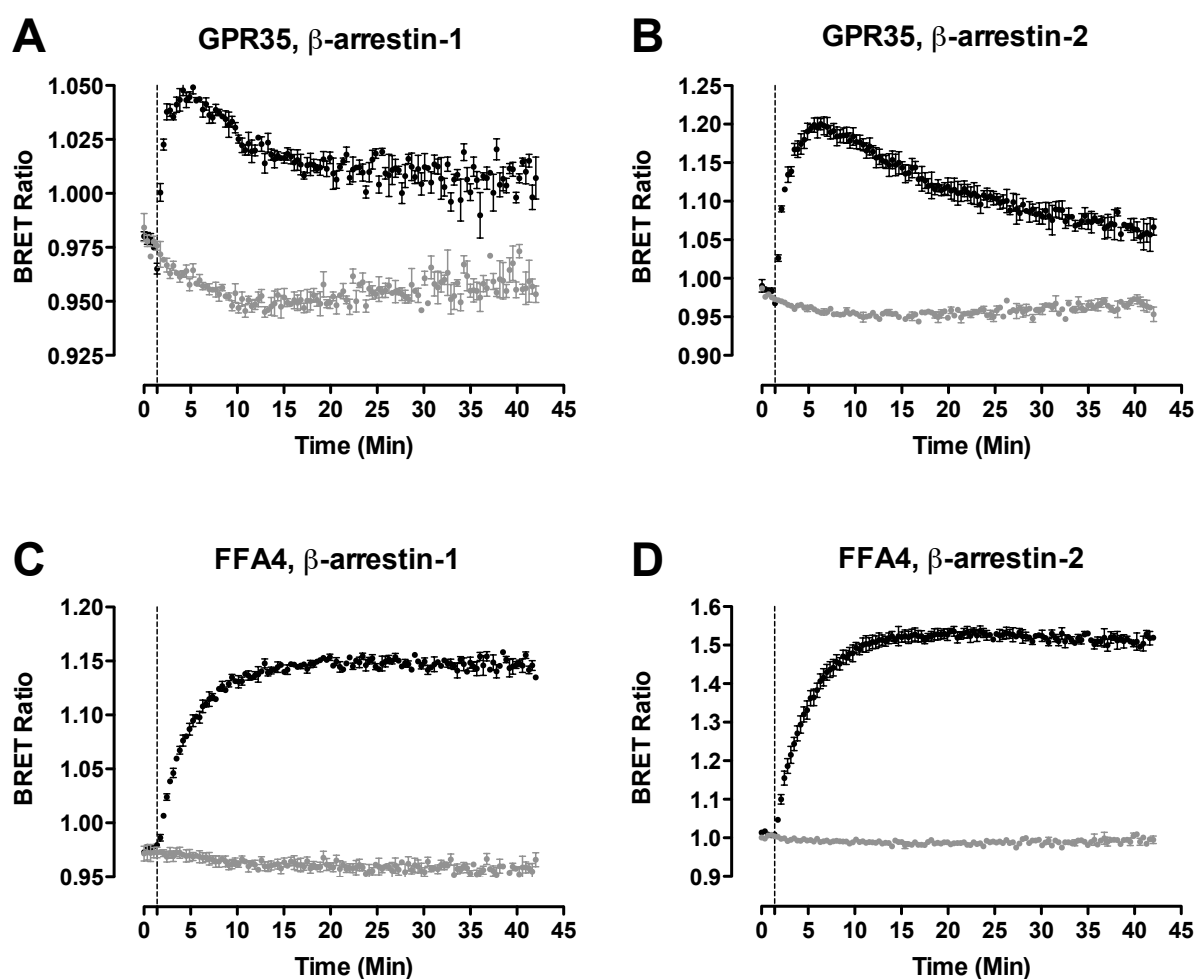 A
GPR35, β-arrestin-1
BRET Ratio
1.050
1.025
1.000
0.975
0.950
0.925
0 5 10 15 20 25 30 35 40 45
Time (Min)
B
GPR35, β-arrestin-2
BRET Ratio
1.25
1.20
1.15
1.10
1.05
1.00
0.95
0.90
0 5 10 15 20 25 30 35 40 45
Time (Min)
C
FFA4, β-arrestin-1
BRET Ratio
1.20
1.15
1.10
1.05
1.00
0.95
0 5 10 15 20 25 30 35 40 45
Time (Min)
D
FFA4, β-arrestin-2
BRET Ratio
1.6
1.5
1.4
1.3
1.2
1.1
1.0
0.9
0 5 10 15 20 25 30 35 40 45
Time (Min)